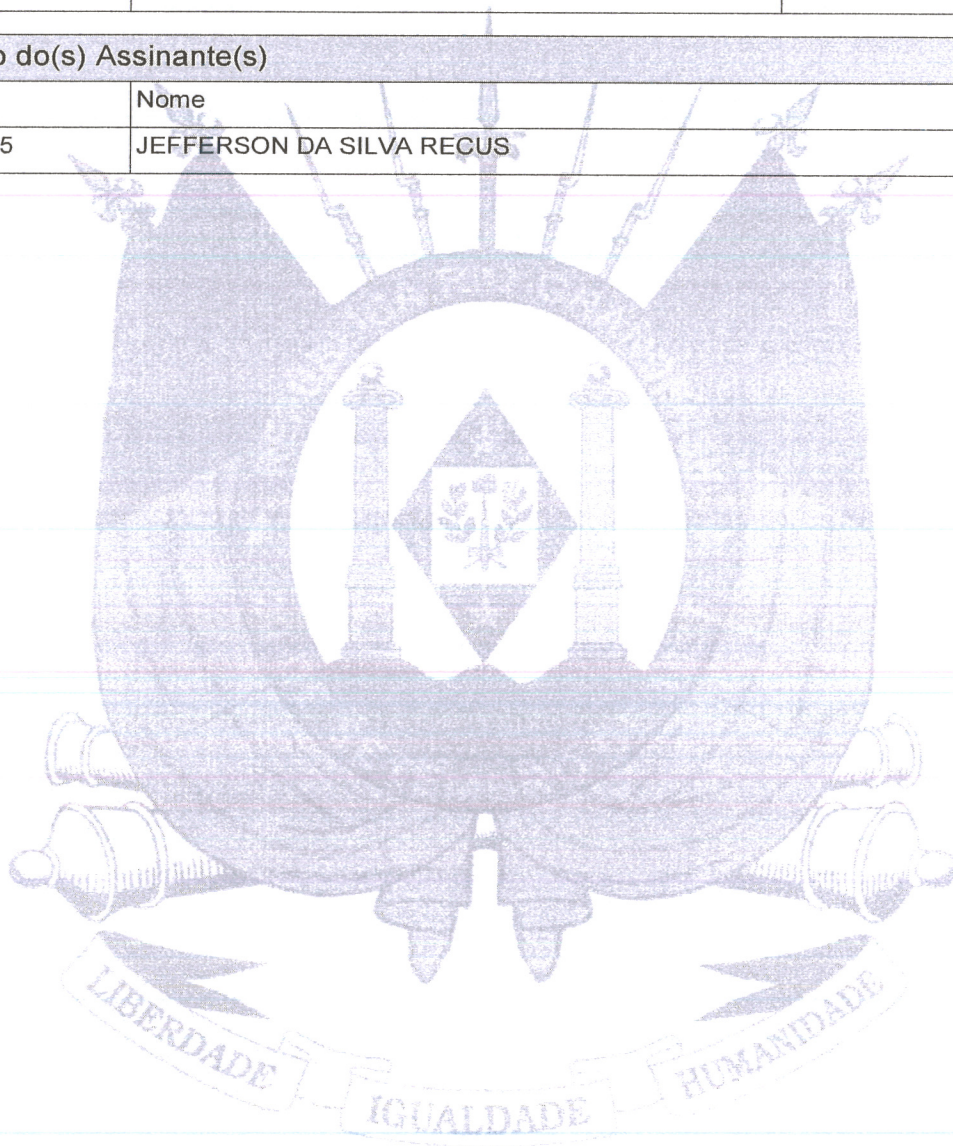 o do(s) Assinante(s)
Nome
5 JEFFERSON DA SILVA RECUS
LIBERDADE
IGUALDADE
HUMANIDADE